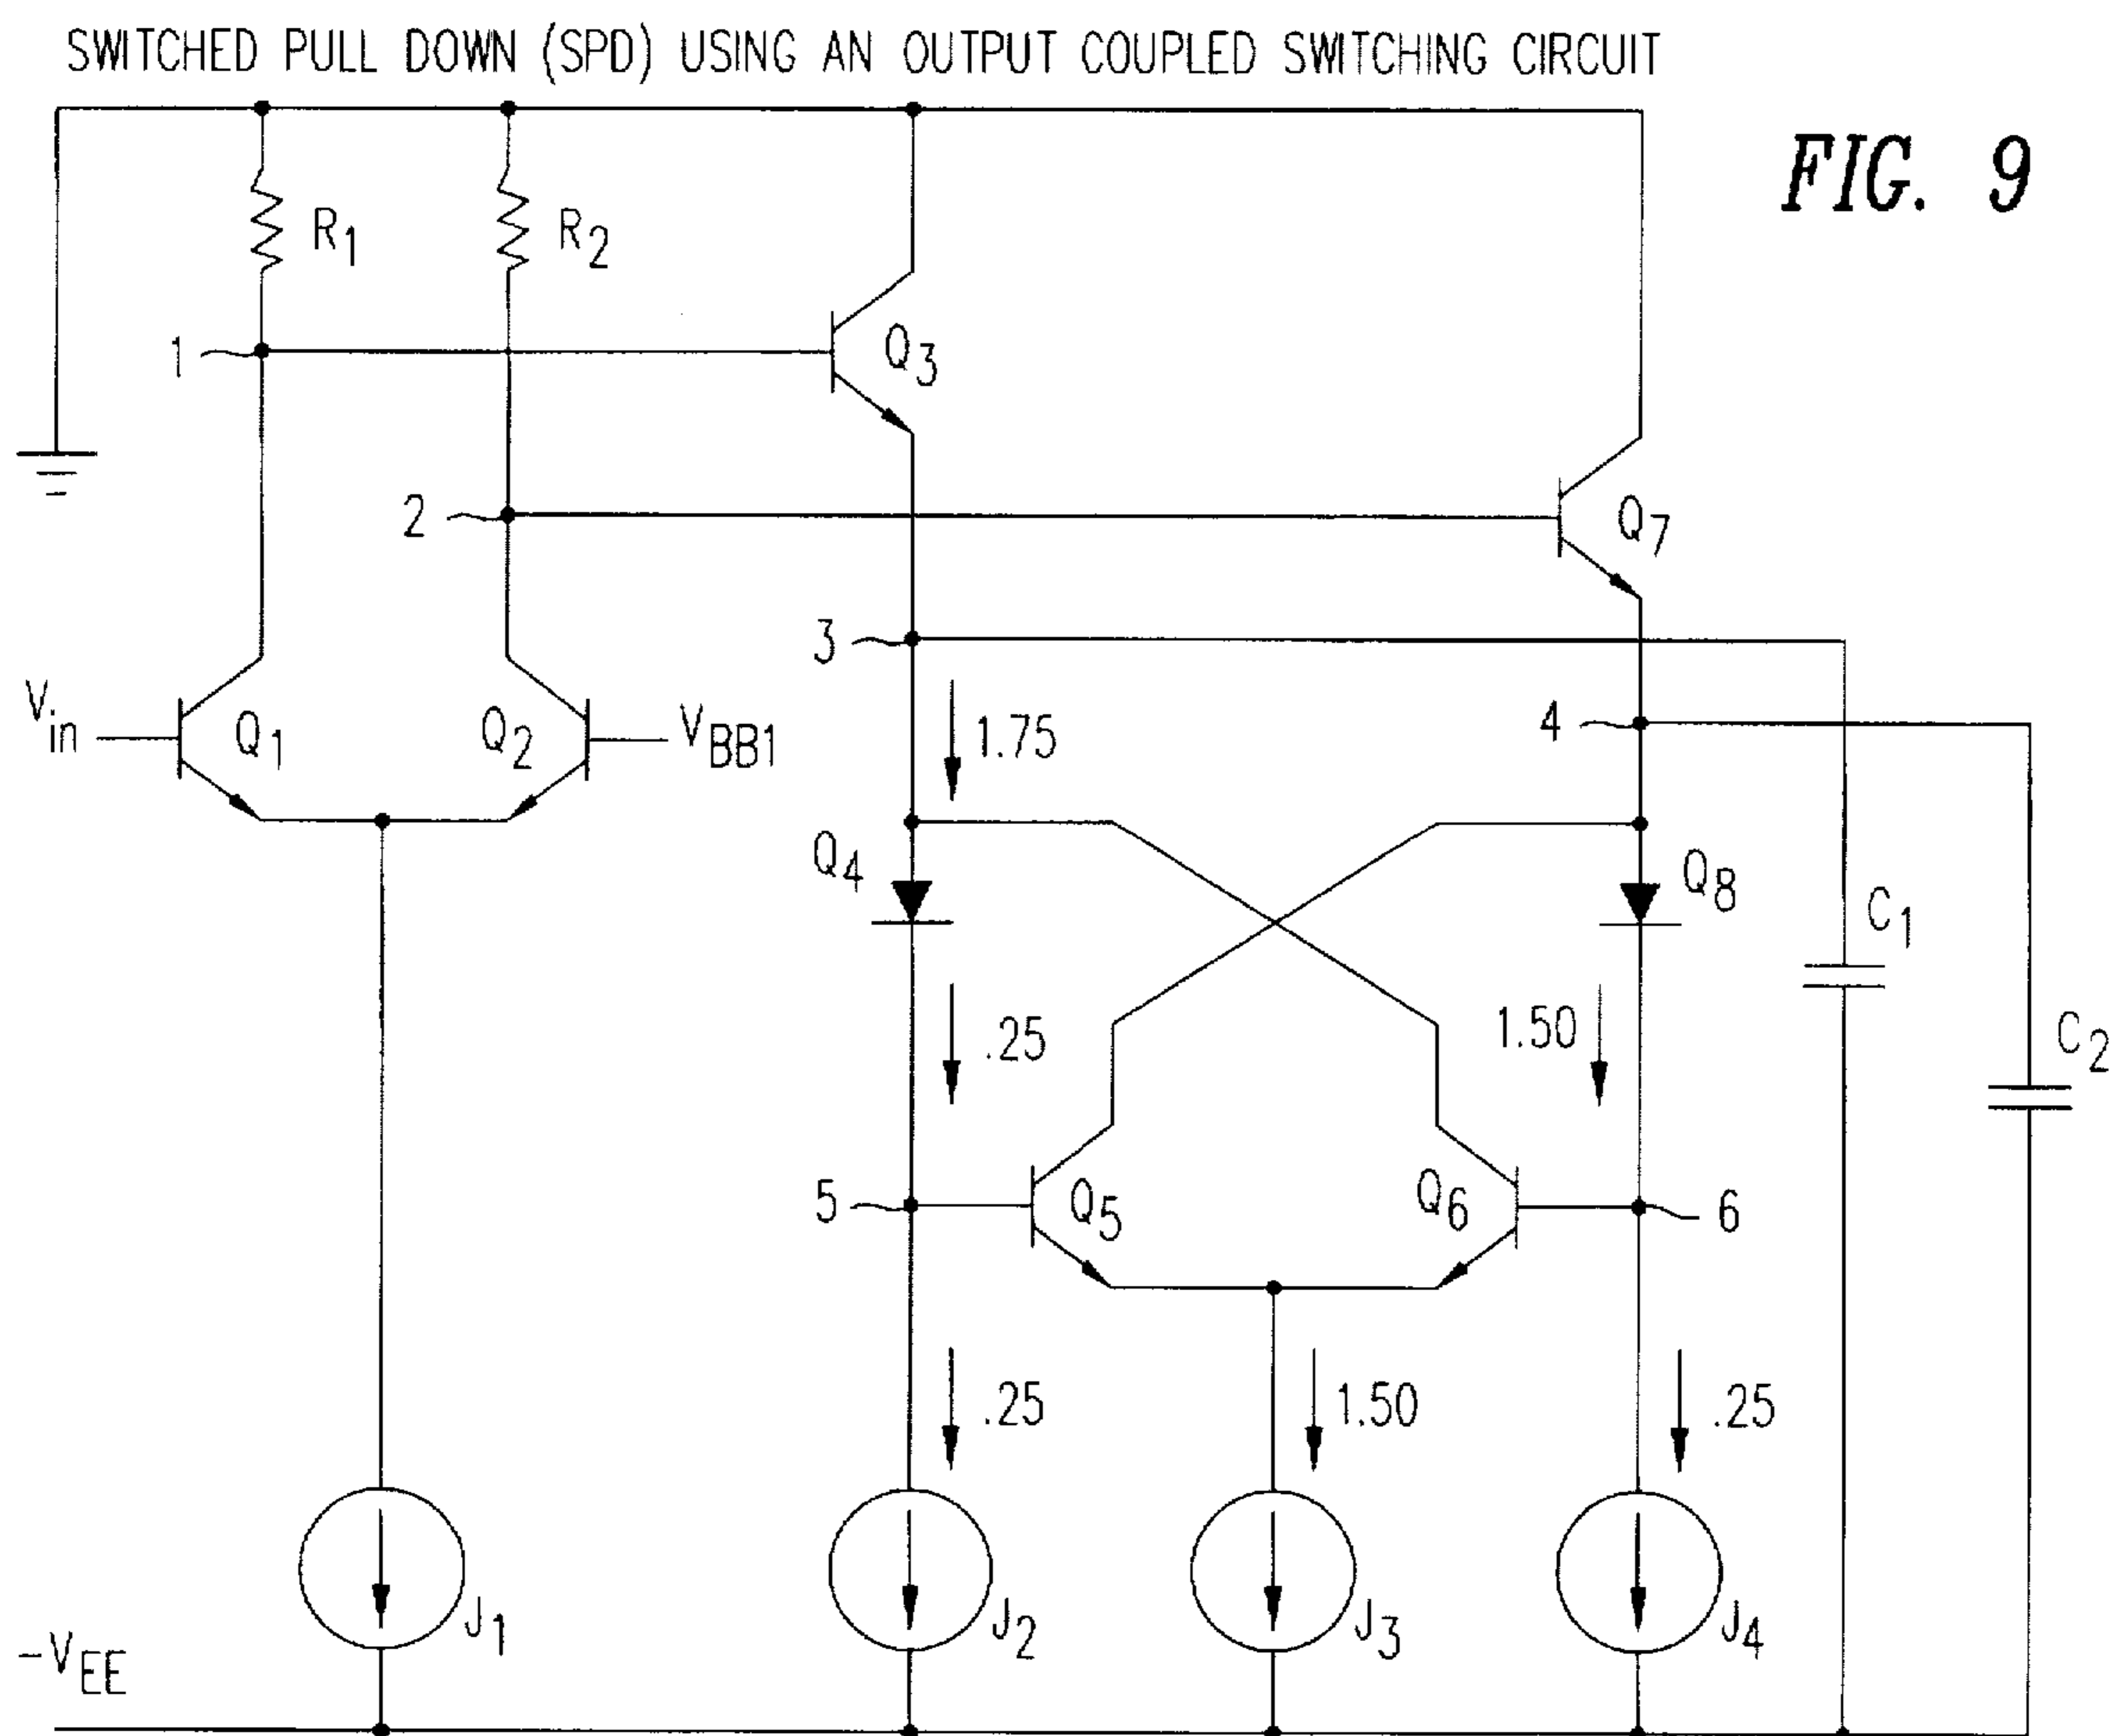 SWITCHED PULL DOWN (SPD) USING AN OUTPUT COUPLED SWITCHING CIRCUIT
FIG. 9
R1
R2
1
Q3
2
Q7
3
Vin
Q1
Q2
VBB1
1.75
4
Q4
Q8
C1
.25
1.50
C2
5
Q5
Q6
6
.25
1.50
.25
J1
J2
J3
J4
-VEE